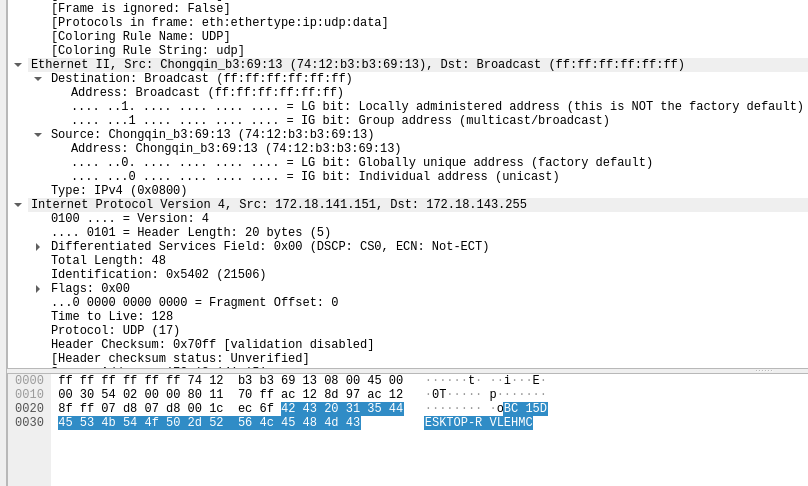 [Frame is ignored: False]
[Protocols in frame: eth:ethertype:ip:udp:data]
[Coloring Rule Name: UDP]
[Coloring Rule String: udp]
Ethernet II, Src: Chongqin_b3:69:13 (74:12:b3:b3:69:13), Dst: Broadcast (ff:ff:ff:ff:ff:ff)
Destination: Broadcast (ff:ff:ff:ff:ff:ff)
Address: Broadcast (ff:ff:ff:ff:ff:ff)
.... ..1. .... .... .... .... = LG bit: Locally administered address (this is NOT the factory default)
.... ...1 .... .... .... .... = IG bit: Group address (multicast/broadcast)
Source: Chongqin_b3:69:13 (74:12:b3:b3:69:13)
Address: Chongqin_b3:69:13 (74:12:b3:b3:69:13)
.... ..0. .... .... .... .... = LG bit: Globally unique address (factory default)
.... ...0 .... .... .... .... = IG bit: Individual address (unicast)
Type: IPv4 (0x0800)
Internet Protocol Version 4, Src: 172.18.141.151, Dst: 172.18.143.255
0100 .... = Version: 4
.... 0101 = Header Length: 20 bytes (5)
Differentiated Services Field: 0x00 (DSCP: CS0, ECN: Not-ECT)
Total Length: 48
Identification: 0x5402 (21506)
Flags: 0x00
...0 0000 0000 0000 = Fragment Offset: 0
Time to Live: 128
Protocol: UDP (17)
Header Checksum: 0x70ff [validation disabled]
[Header checksum status: Unverified]
0000 ff ff ff ff ff ff 74 12 b3 b3 69 13 08 00 45 00 ······t· ··i···E·
0010 00 30 54 02 00 00 80 11 70 ff ac 12 8d 97 ac 12 ·0T····· p·······
0020 8f ff 07 d8 07 d8 00 1c ec 6f 42 43 20 31 35 44 ········ ·oBC 15D
0030 45 53 4b 54 4f 50 2d 52 56 4c 45 48 4d 43 ESKTOP-R VLEHMC